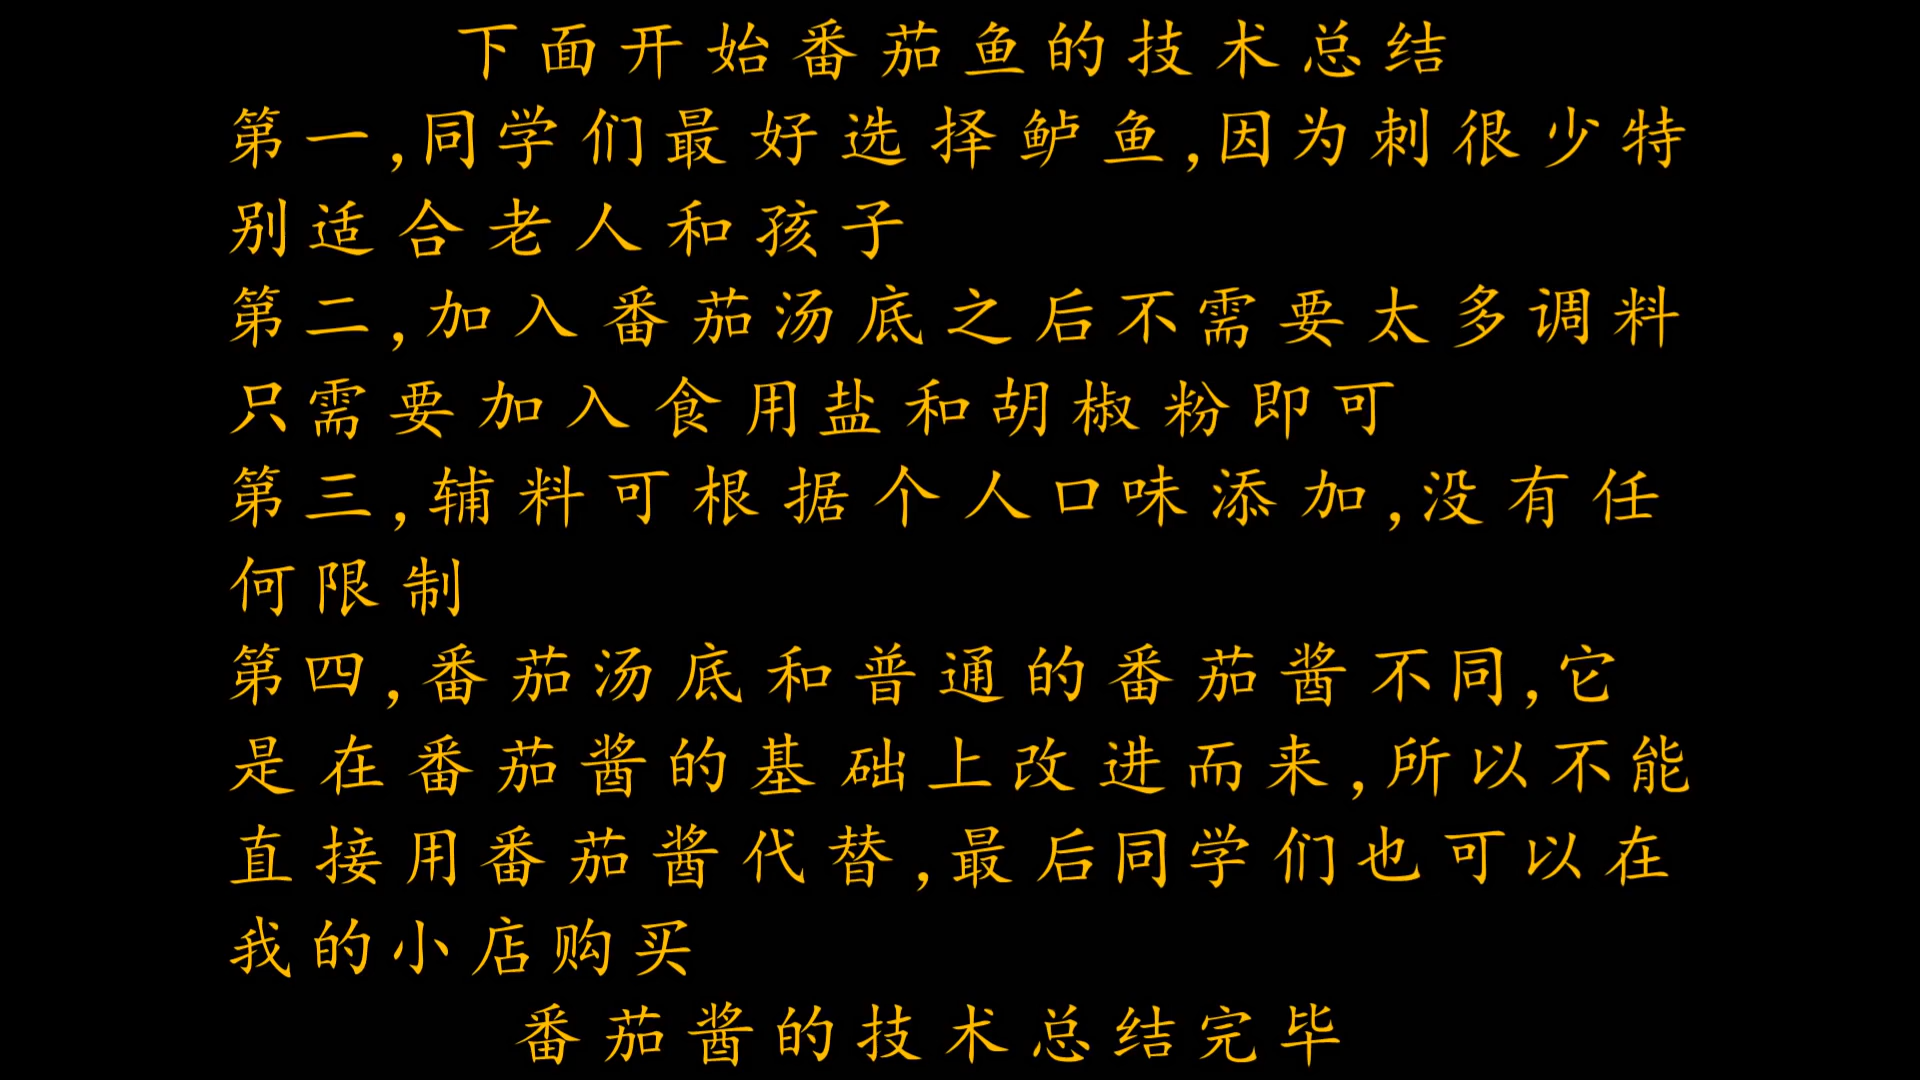 下面开始番茄鱼的技术总结
第一,同学们最好选择鲈鱼,因为刺很少特
别适合老人和孩子
第二,加入番茄汤底之后不需要太多调料
只需要加入食用盐和胡椒粉即可
第三,辅料可根据个人口味添加,没有任
何限制
第四,番茄汤底和普通的番茄酱不同,它
是在番茄酱的基础上改进而来,所以不能
直接用番茄酱代替,最后同学们也可以在
我的小店购买
番茄酱的技术总结完毕